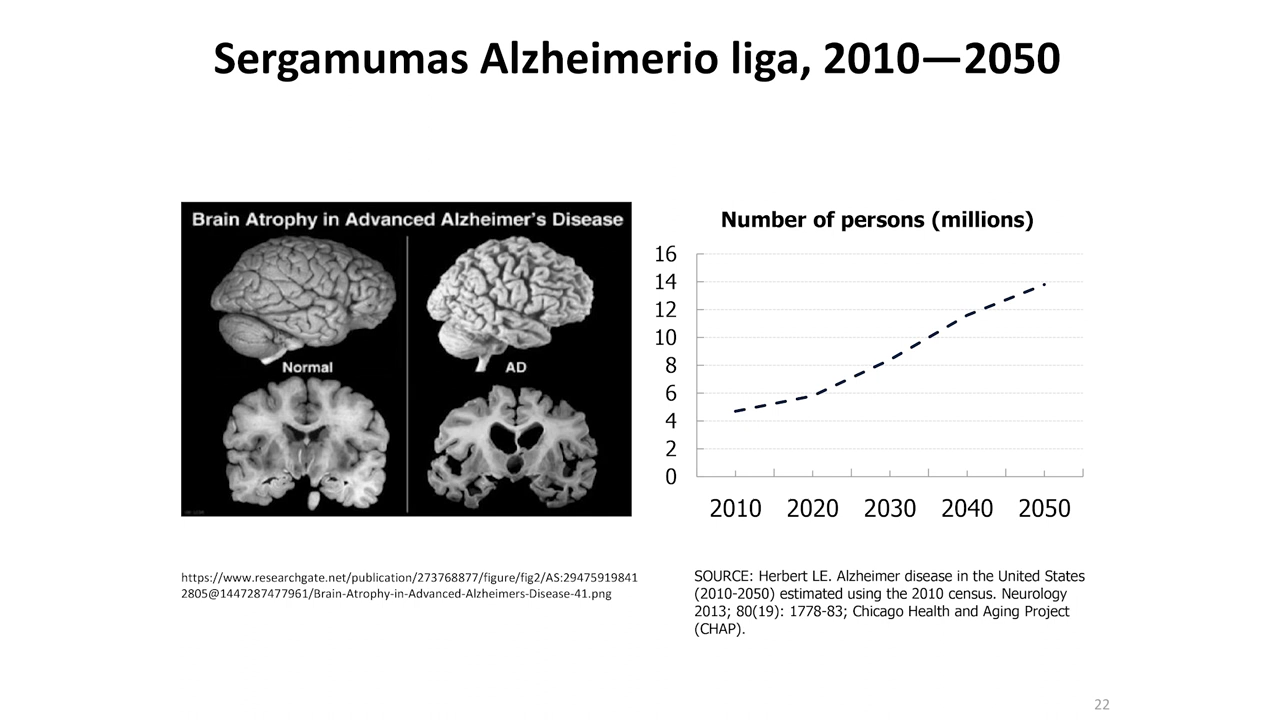 Sergamumas Alzheimerio liga, 2010—2050
Brain Atrophy in Advanced Alzheimer's Disease
Normal
AD
Number of persons (millions)
16
14
12
10
8
6
4
2
0
2010 2020 2030 2040 2050
https://www.researchgate.net/publication/273768877/figure/fig2/AS:29475919841
2805@1447287477961/Brain-Atrophy-in-Advanced-Alzheimers-Disease-41.png
SOURCE: Herbert LE. Alzheimer disease in the United States
(2010-2050) estimated using the 2010 census. Neurology
2013; 80(19): 1778-83; Chicago Health and Aging Project
(CHAP).
22